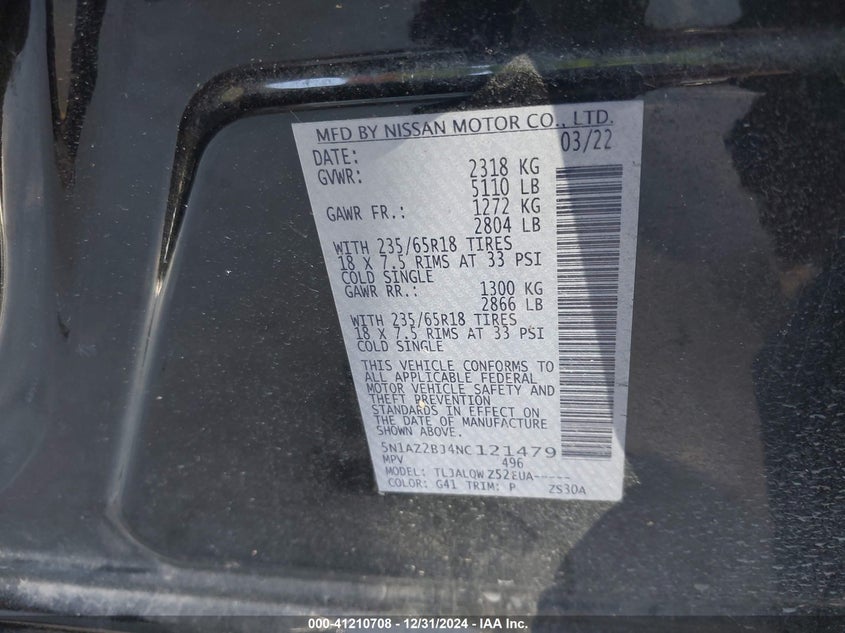 MFD BY NISSAN MOTOR CO., LTD.
DATE: 03/22
GVWR: 2318 KG
5110 LB
GAWR FR.: 1272 KG
2804 LB
WITH 235/65R18 TIRES
18 X 7.5 RIMS AT 33 PSI
COLD SINGLE
GAWR RR.: 1300 KG
2866 LB
WITH 235/65R18 TIRES
18 X 7.5 RIMS AT 33 PSI
COLD SINGLE
THIS VEHICLE CONFORMS TO
ALL APPLICABLE FEDERAL
MOTOR VEHICLE SAFETY AND
THEFT PREVENTION
STANDARDS IN EFFECT ON
THE DATE OF MANUFACTURE
SHOWN ABOVE.
5N1AZ2BJ4NC121479
MPV 496
MODEL: TL3ALQW Z52EUA-----
COLOR: G41 TRIM: P ZS30A
000-41210708 - 12/31/2024 - IAA Inc.